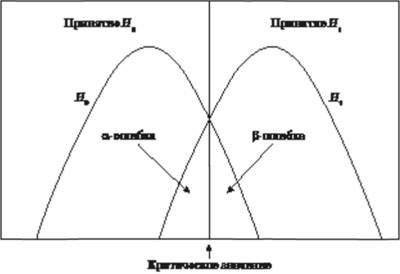 Принятие H₀
Принятие H₁
H₀
H₁
α-ошибка
β-ошибка
Критическое значение